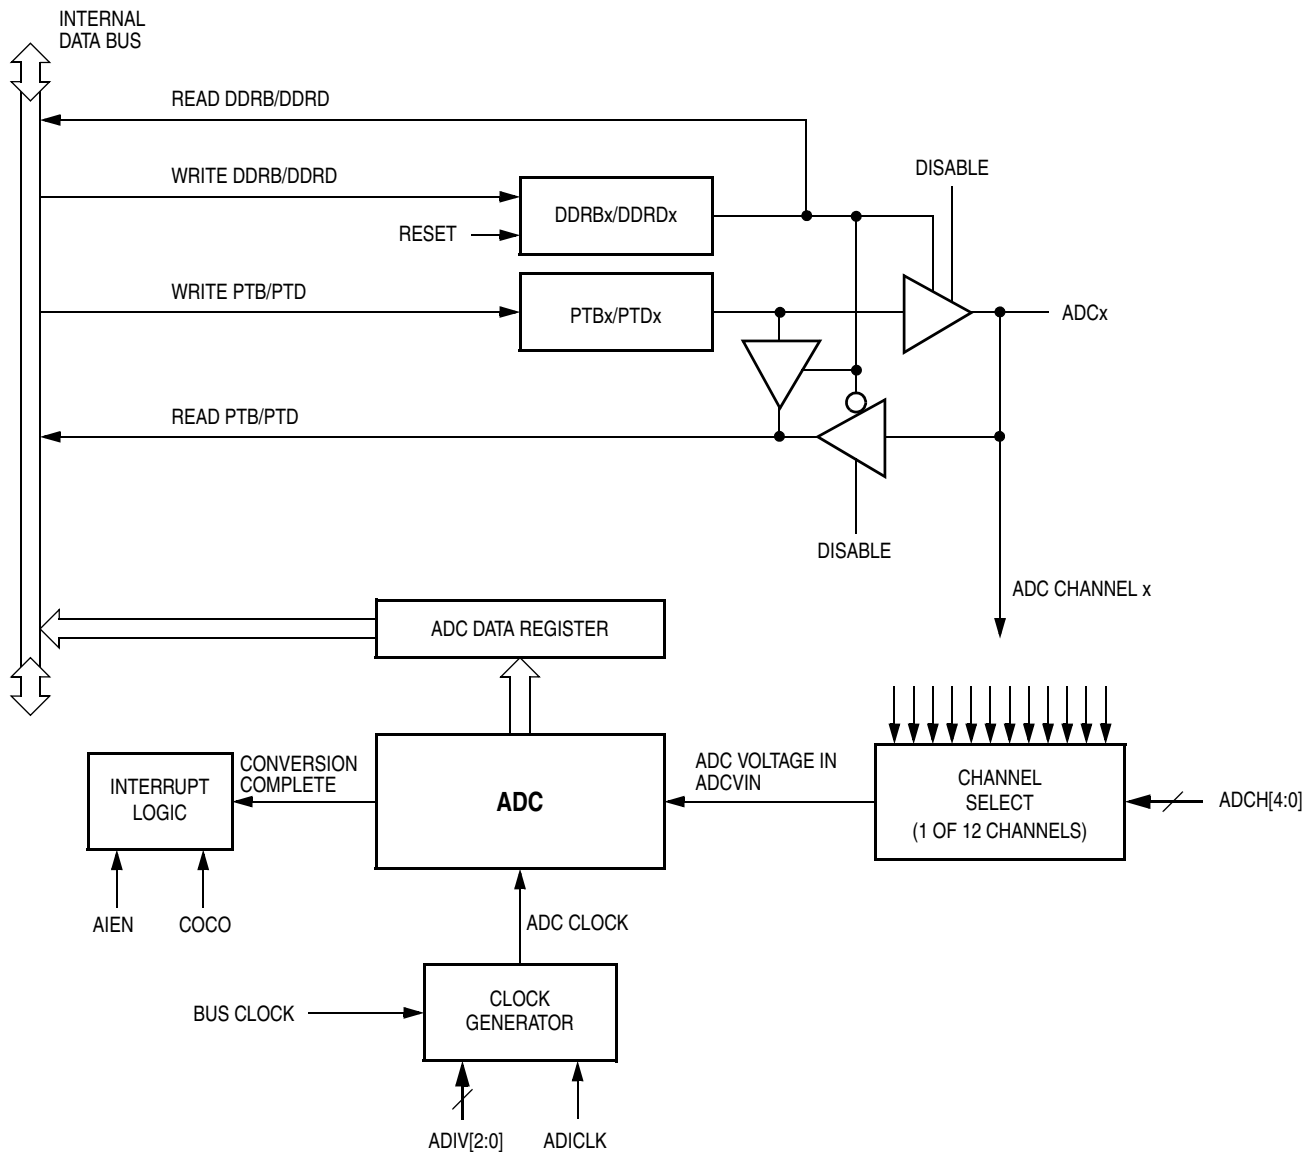 INTERNAL
DATA BUS
READ DDRB/DDRD
WRITE DDRB/DDRD
DISABLE
DDRBx/DDRDx
RESET
WRITE PTB/PTD
PTBx/PTDx
ADCx
READ PTB/PTD
DISABLE
ADC CHANNEL x
ADC DATA REGISTER
INTERRUPT
LOGIC
CONVERSION
COMPLETE
ADC
ADC VOLTAGE IN
ADCVIN
CHANNEL
SELECT
(1 OF 12 CHANNELS)
ADCH[4:0]
AIEN
COCO
ADC CLOCK
BUS CLOCK
CLOCK
GENERATOR
ADIV[2:0]
ADICLK